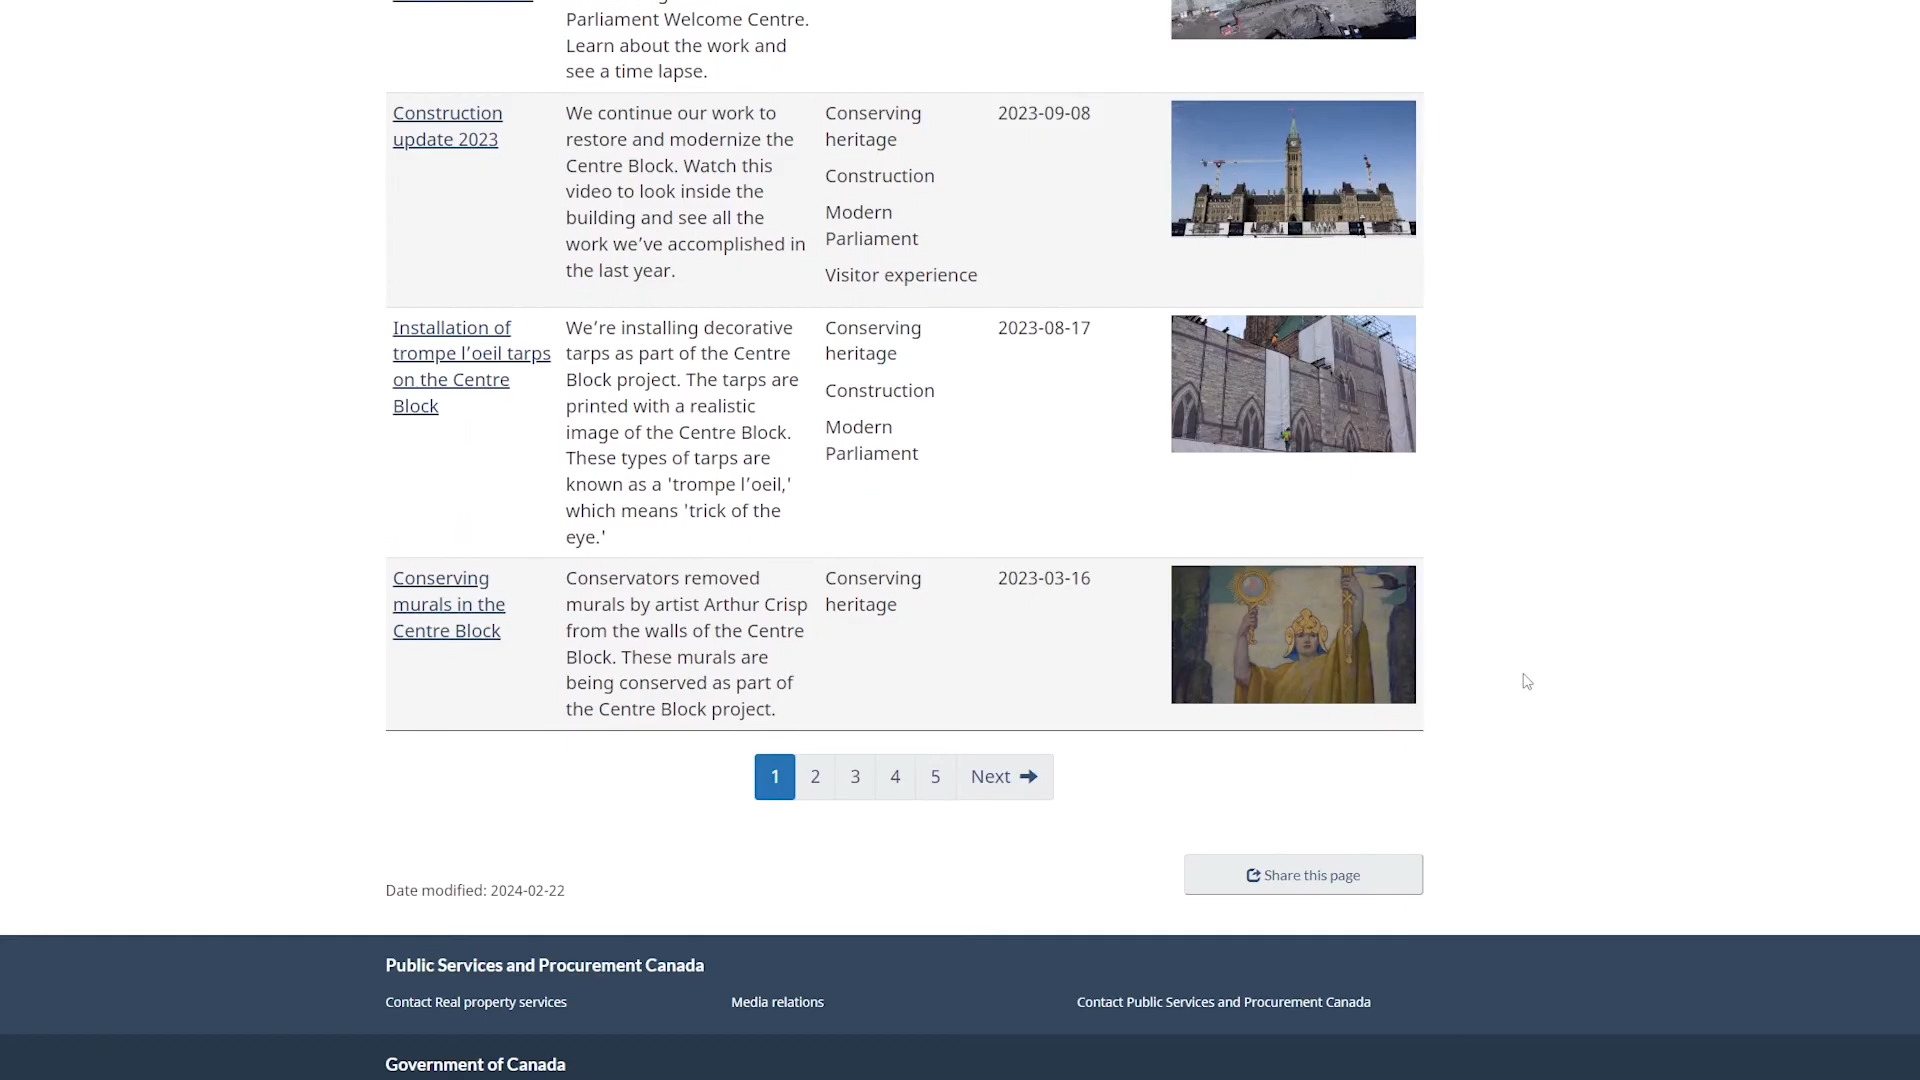 Parliament Welcome Centre.
Learn about the work and
see a time lapse.
Construction
update 2023
We continue our work to
restore and modernize the
Centre Block. Watch this
video to look inside the
building and see all the
work we’ve accomplished in
the last year.
Conserving
heritage
Construction
Modern
Parliament
Visitor experience
2023-09-08
Installation of
trompe l’oeil tarps
on the Centre
Block
We’re installing decorative
tarps as part of the Centre
Block project. The tarps are
printed with a realistic
image of the Centre Block.
These types of tarps are
known as a 'trompe l’oeil,'
which means 'trick of the
eye.'
Conserving
heritage
Construction
Modern
Parliament
2023-08-17
Conserving
murals in the
Centre Block
Conservators removed
murals by artist Arthur Crisp
from the walls of the Centre
Block. These murals are
being conserved as part of
the Centre Block project.
Conserving
heritage
2023-03-16
1 2 3 4 5 Next
Share this page
Date modified: 2024-02-22
Public Services and Procurement Canada
Contact Real property services
Media relations
Contact Public Services and Procurement Canada
Government of Canada